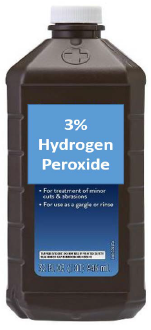 3%
Hydrogen
Peroxide
• For treatment of minor
cuts & abrasions
• For use as a gargle or rinse